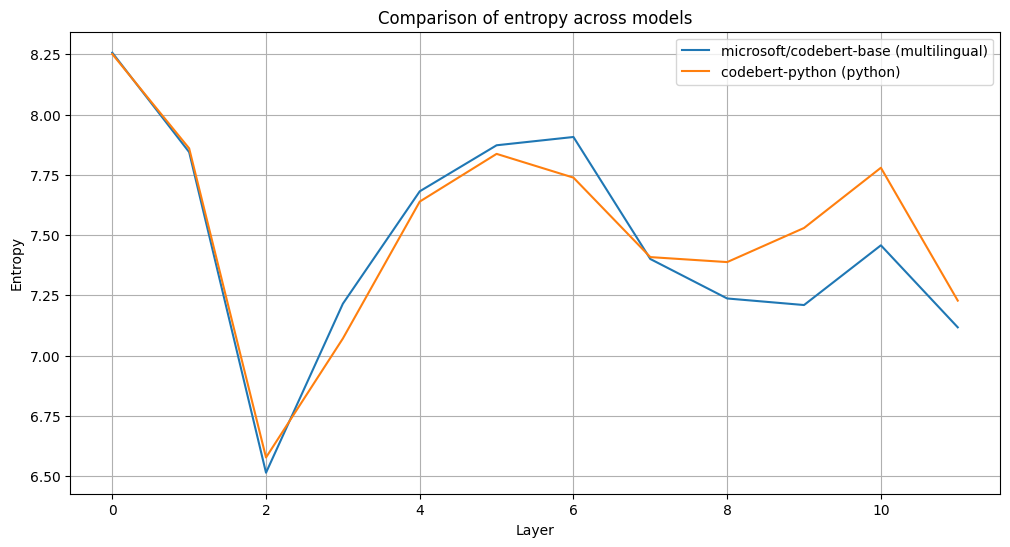 Comparison of entropy across models
microsoft/codebert-base (multilingual)
codebert-python (python)
8.25
8.00
7.75
7.50
7.25
7.00
6.75
6.50
Entropy
0 2 4 6 8 10
Layer